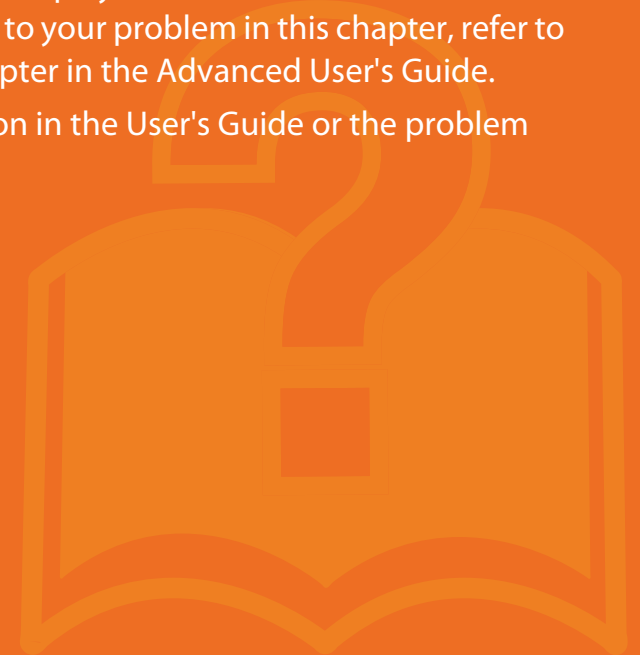 to your problem in this chapter, refer to
pter in the Advanced User's Guide.
on in the User's Guide or the problem